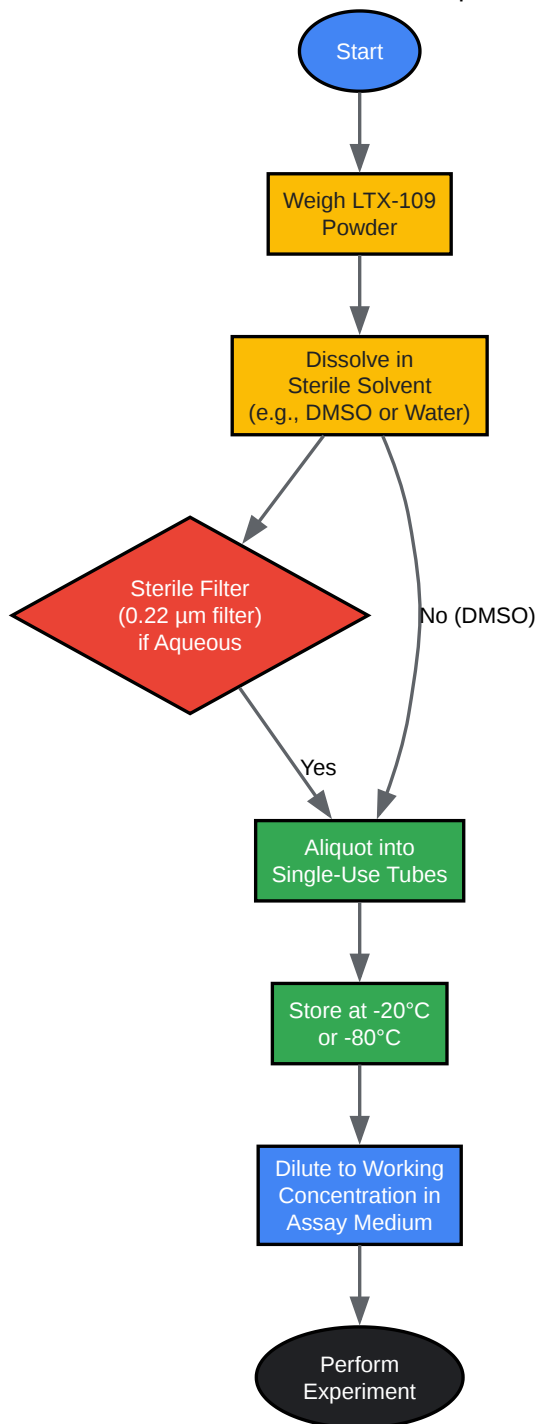 Start
Weigh LTX-109
Powder
Dissolve in
Sterile Solvent
(e.g., DMSO or Water)
Sterile Filter
(0.22 µm filter)
if Aqueous
No (DMSO)
Yes
Aliquot into
Single-Use Tubes
Store at -20°C
or -80°C
Dilute to Working
Concentration in
Assay Medium
Perform
Experiment